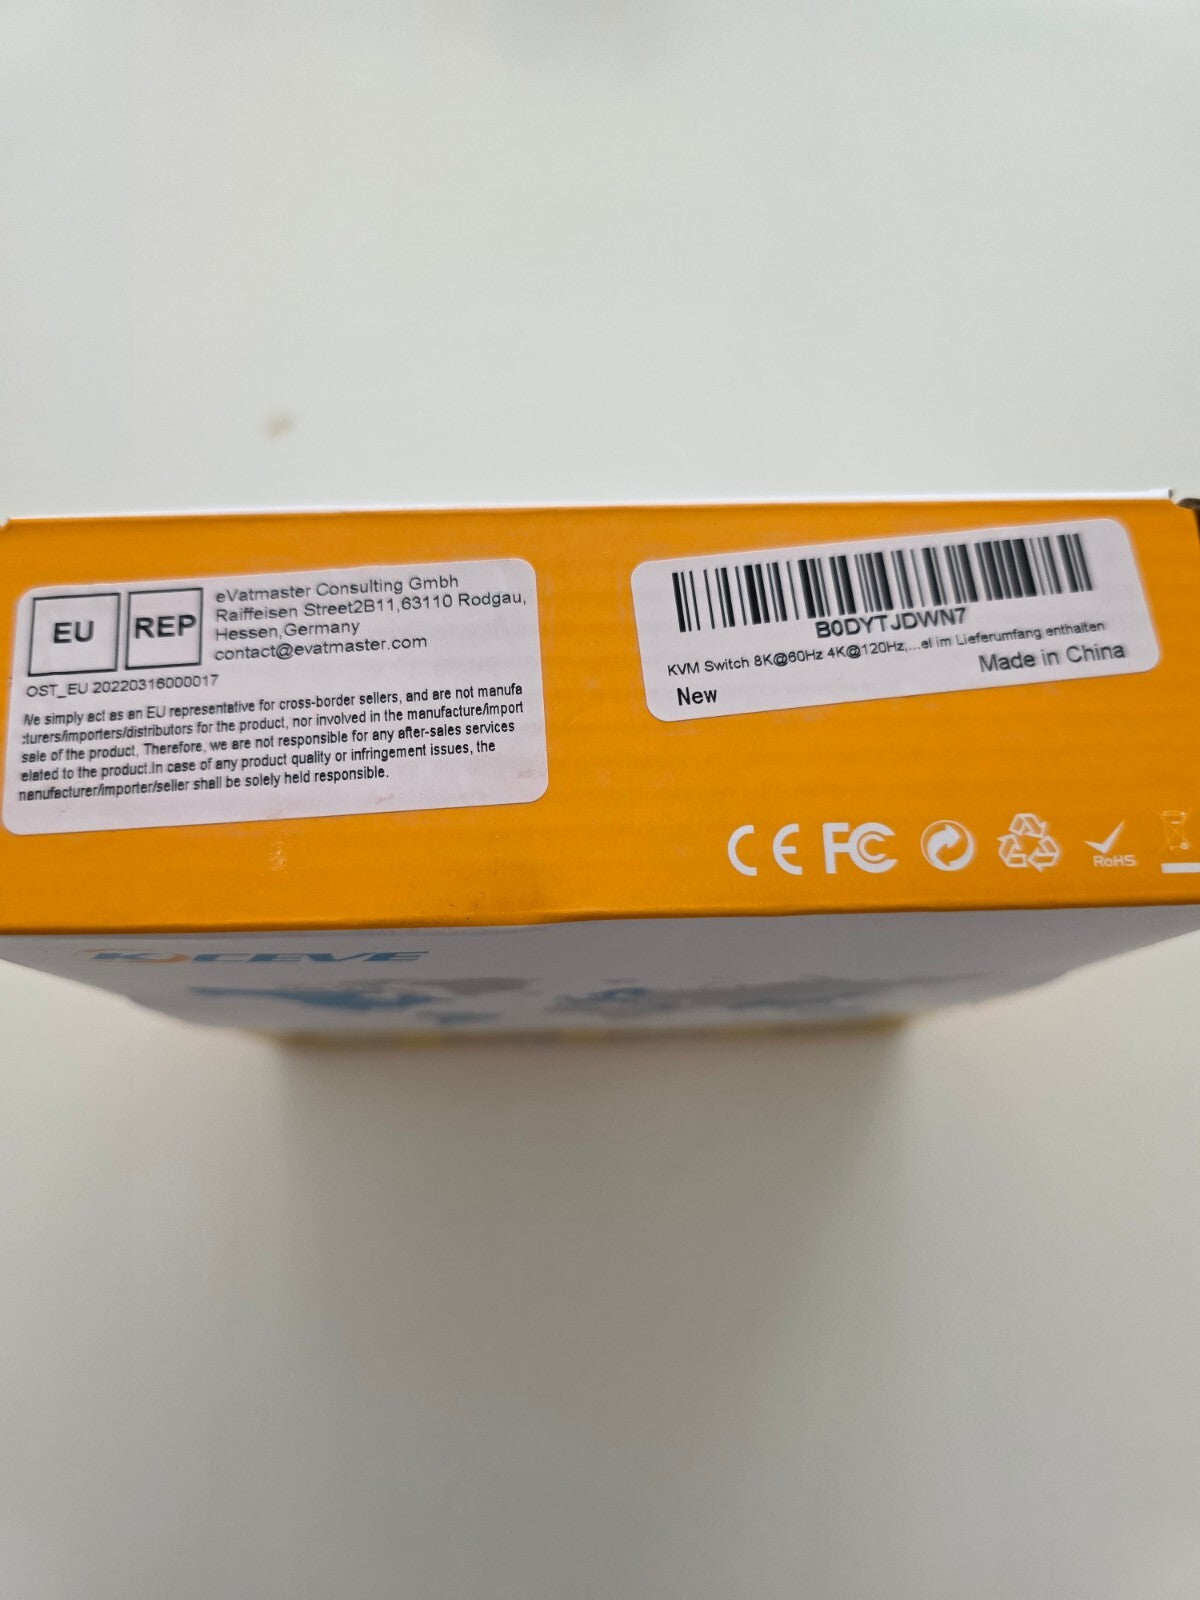 EU REP
eVatmaster Consulting Gmbh
Raiffeisen Street2B11,63110 Rodgau,
Hessen,Germany
contact@evatmaster.com
OST_EU 20220316000017
We simply act as an EU representative for cross-border sellers, and are not manufa
cturers/importers/distributors for the product, nor involved in the manufacture/import
sale of the product, Therefore, we are not responsible for any after-sales services
related to the product.In case of any product quality or infringement issues, the
manufacturer/importer/seller shall be solely held responsible.
B0DYTJDWN7
KVM Switch 8K@60Hz 4K@120Hz,...el im Lieferumfang enthalten
New
Made in China
CE FC
RoHS
KCEVE